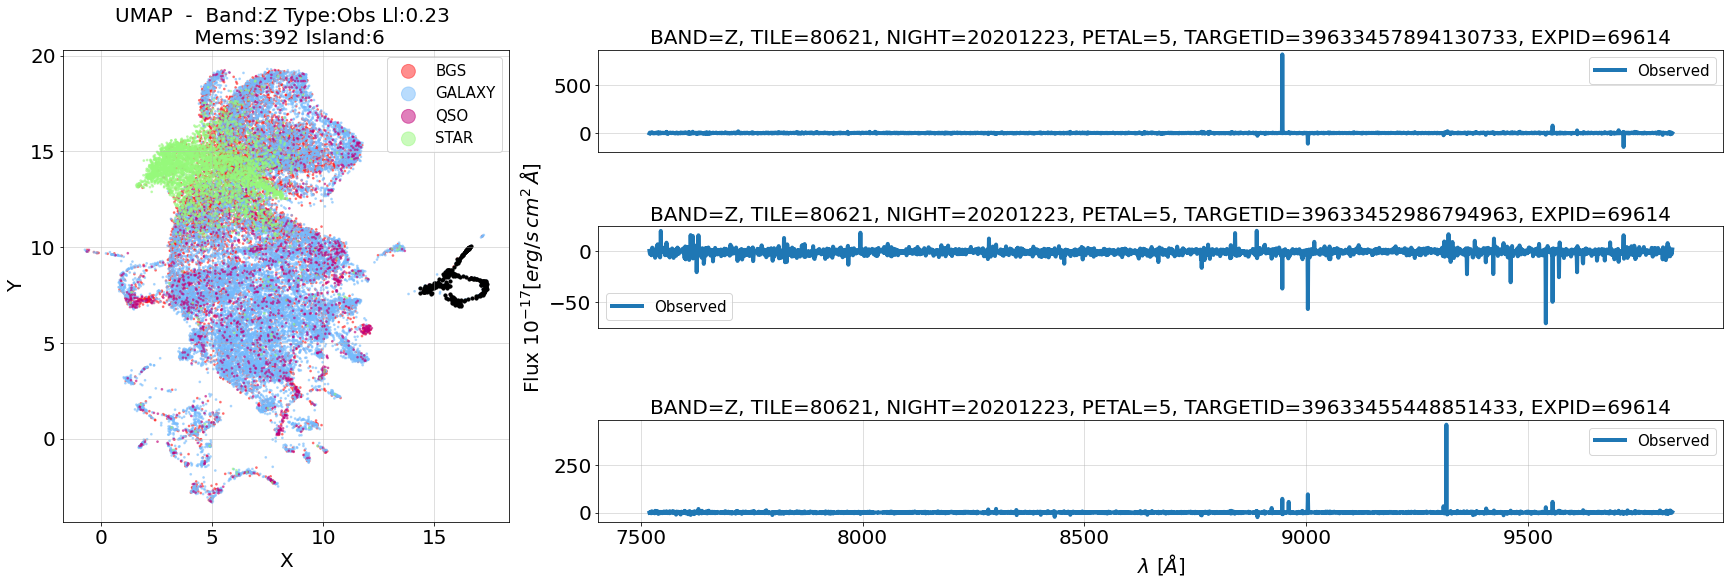 UMAP - Band:Z Type:Obs Ll:0.23
Mems:392 Island:6
BGS
GALAXY
QSO
STAR
20
15
10
5
0
Y
0
5
10
15
X
BAND=Z, TILE=80621, NIGHT=20201223, PETAL=5, TARGETID=39633457894130733, EXPID=69614
Observed
500
0
BAND=Z, TILE=80621, NIGHT=20201223, PETAL=5, TARGETID=39633452986794963, EXPID=69614
0
−50
Observed
Flux 10⁻¹⁷[erg/s cm² Å]
BAND=Z, TILE=80621, NIGHT=20201223, PETAL=5, TARGETID=39633455448851433, EXPID=69614
Observed
250
0
7500
8000
8500
9000
9500
λ [Å]